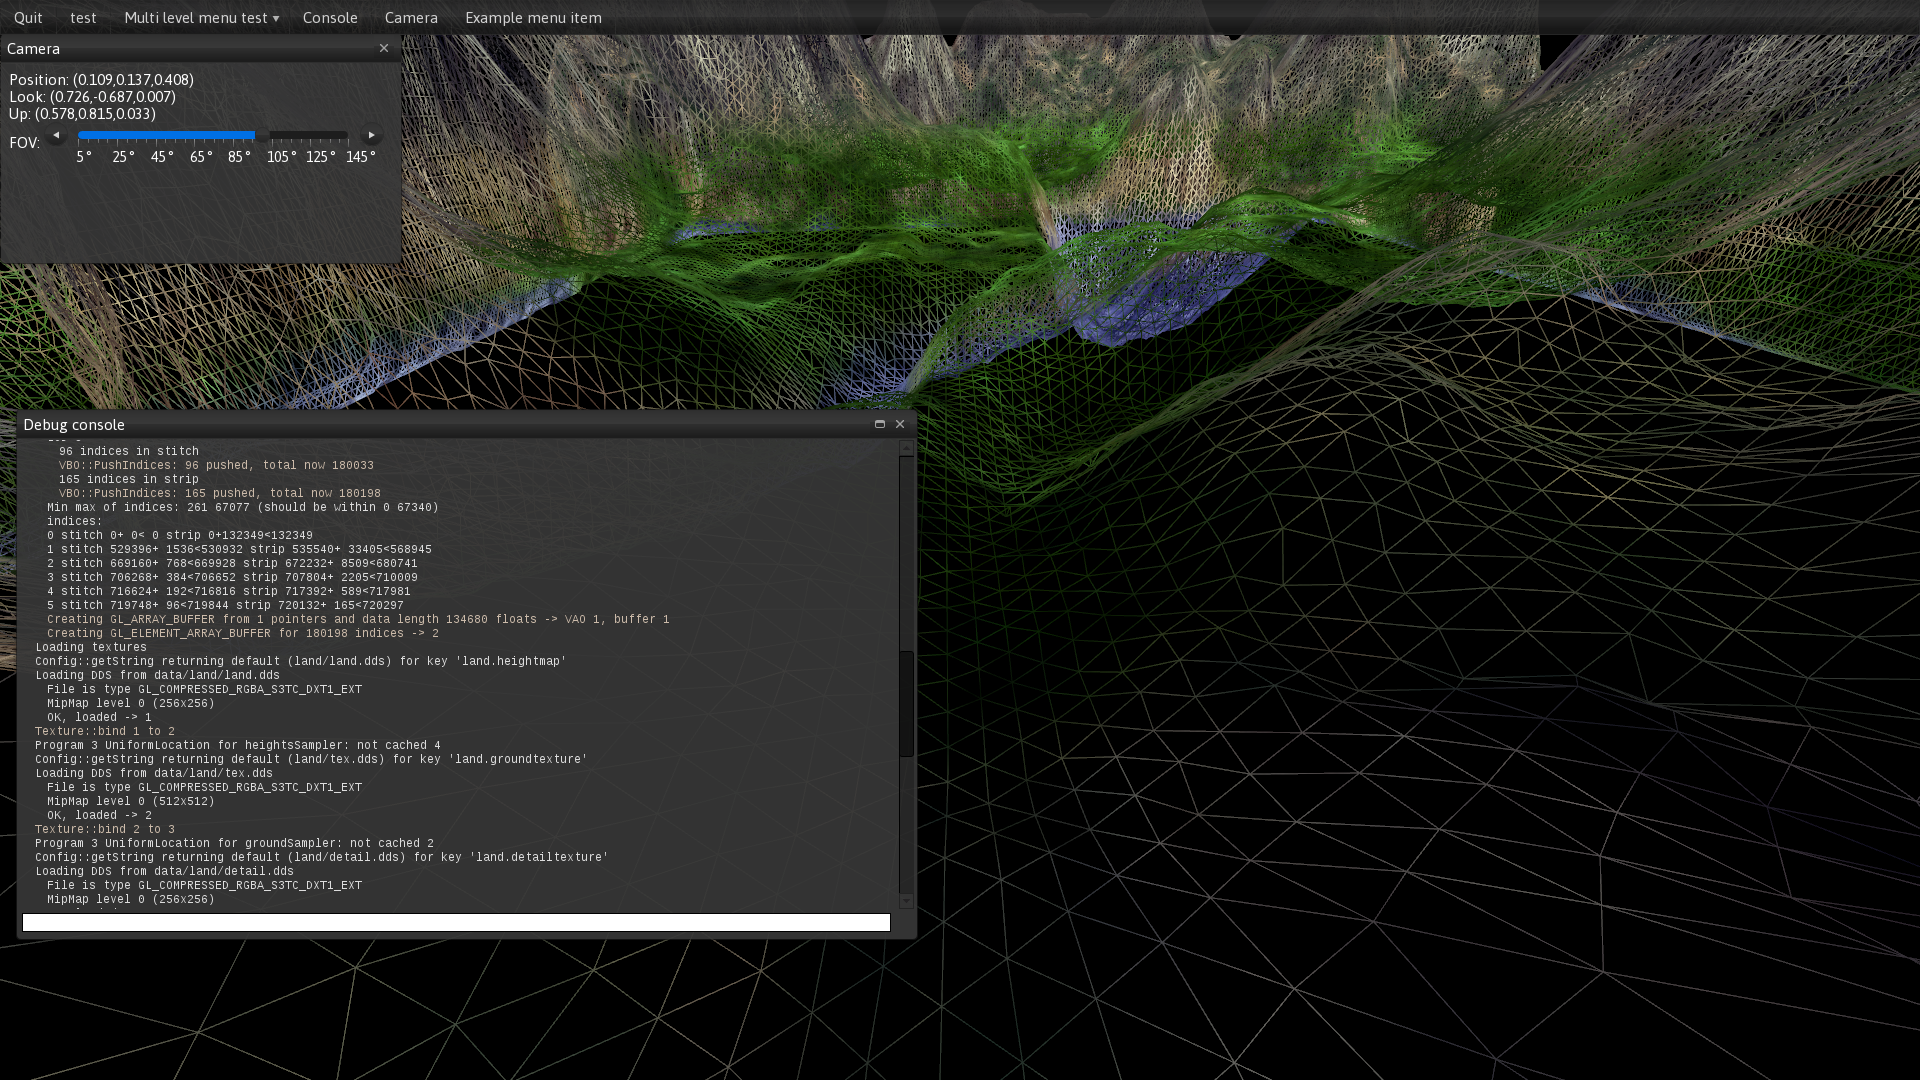 Quit test Multi level menu test ▾ Console Camera Example menu item
Camera
Position: (0.109,0.137,0.408)
Look: (0.726,-0.687,0.007)
Up: (0.578,0.815,0.033)
FOV:
5° 25° 45° 65° 85° 105° 125° 145°
Debug console
96 indices in stitch
VBO::PushIndices: 96 pushed, total now 180033
165 indices in strip
VBO::PushIndices: 165 pushed, total now 180198
Min max of indices: 261 67077 (should be within 0 67340)
indices:
0 stitch 0+ 0< 0 strip 0+132349<132349
1 stitch 529396+ 1536<530932 strip 535540+ 33405<568945
2 stitch 669160+ 768<669928 strip 672232+ 8509<680741
3 stitch 706268+ 384<706652 strip 707804+ 2205<710009
4 stitch 716624+ 192<716816 strip 717392+ 589<717981
5 stitch 719748+ 96<719844 strip 720132+ 165<720297
Creating GL_ARRAY_BUFFER from 1 pointers and data length 134680 floats -> VAO 1, buffer 1
Creating GL_ELEMENT_ARRAY_BUFFER for 180198 indices -> 2
Loading textures
Config::getString returning default (land/land.dds) for key 'land.heightmap'
Loading DDS from data/land/land.dds
File is type GL_COMPRESSED_RGBA_S3TC_DXT1_EXT
MipMap level 0 (256x256)
OK, loaded -> 1
Texture::bind 1 to 2
Program 3 UniformLocation for heightsSampler: not cached 4
Config::getString returning default (land/tex.dds) for key 'land.groundtexture'
Loading DDS from data/land/tex.dds
File is type GL_COMPRESSED_RGBA_S3TC_DXT1_EXT
MipMap level 0 (512x512)
OK, loaded -> 2
Texture::bind 2 to 3
Program 3 UniformLocation for groundSampler: not cached 2
Config::getString returning default (land/detail.dds) for key 'land.detailtexture'
Loading DDS from data/land/detail.dds
File is type GL_COMPRESSED_RGBA_S3TC_DXT1_EXT
MipMap level 0 (256x256)